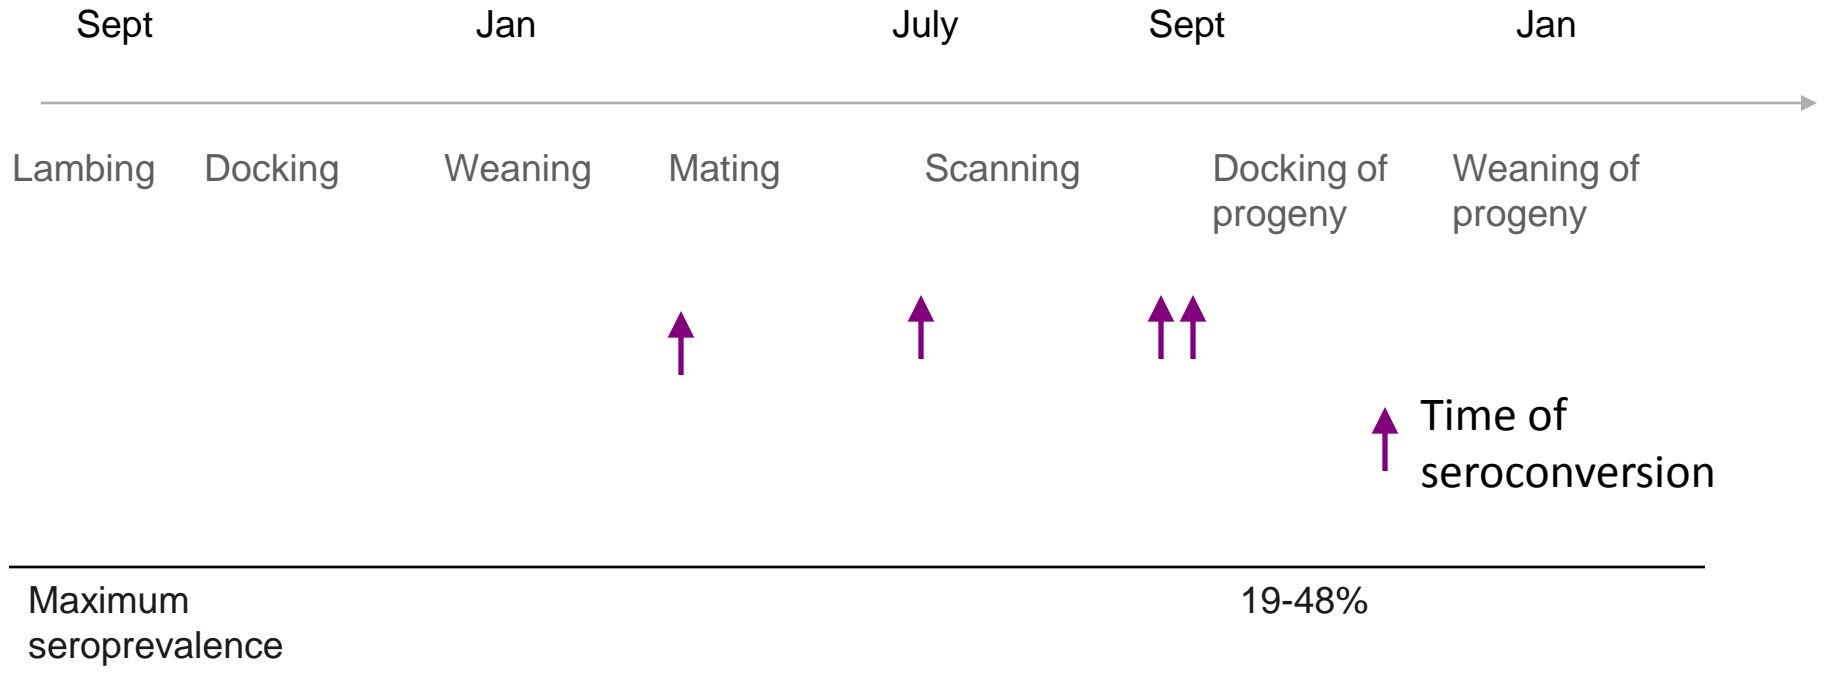 Sept Jan July Sept Jan
Lambing Docking Weaning Mating Scanning Docking of Weaning of
progeny progeny
Time of
seroconversion
Maximum 19-48%
seroprevalence